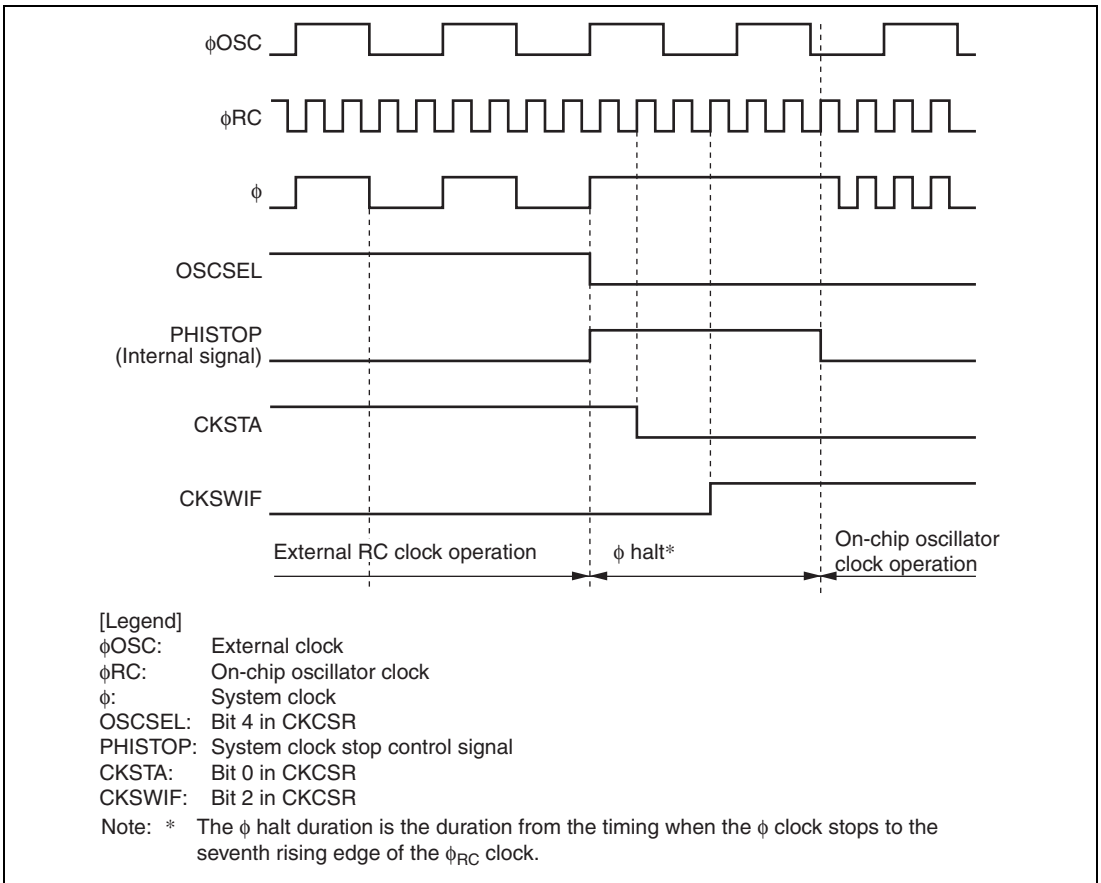 φOSC
φRC
φ
OSCSEL
PHISTOP
(Internal signal)
CKSTA
CKSWIF
External RC clock operation
φ halt*
On-chip oscillator
clock operation
[Legend]
φOSC: External clock
φRC: On-chip oscillator clock
φ: System clock
OSCSEL: Bit 4 in CKCSR
PHISTOP: System clock stop control signal
CKSTA: Bit 0 in CKCSR
CKSWIF: Bit 2 in CKCSR
Note: * The φ halt duration is the duration from the timing when the φ clock stops to the
seventh rising edge of the φRC clock.